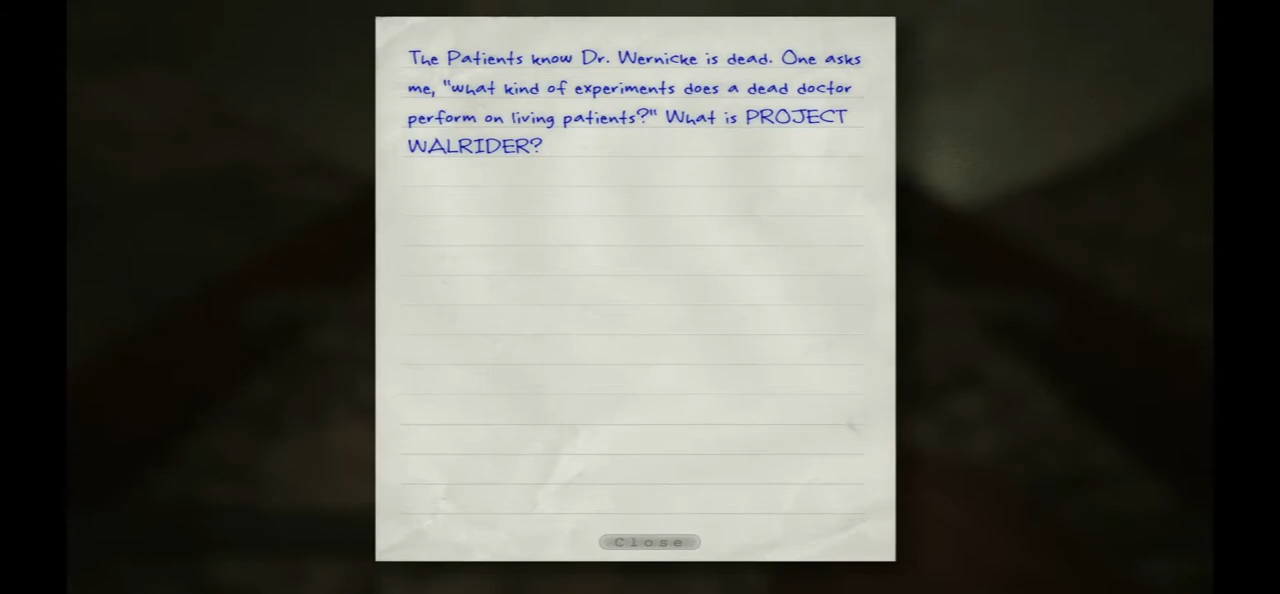 The Patients know Dr. Wernicke is dead. One asks
me, "what kind of experiments does a dead doctor
perform on living patients?" What is PROJECT
WALRIDER?
Close